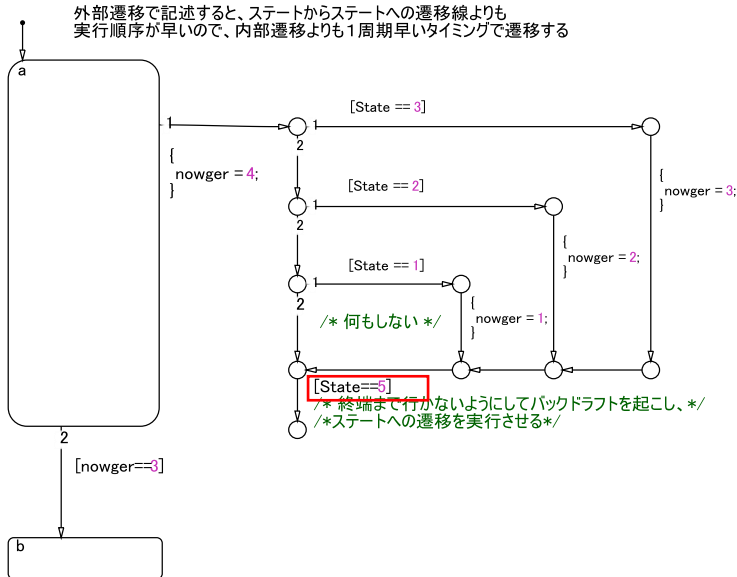 外部遷移で記述すると、ステートからステートへの遷移線よりも
実行順序が早いので、内部遷移よりも１周期早いタイミングで遷移する
a
1
{
nowger = 4;
}
1
[State == 3]
2
{
nowger = 3;
}
1
[State == 2]
2
{
nowger = 2;
}
1
[State == 1]
2
{
nowger = 1;
}
/* 何もしない */
[State==5]
/* 終端まで行かないようにしてバックドラフトを起こし、*/
/*ステートへの遷移を実行させる*/
2
[nowger==3]
b